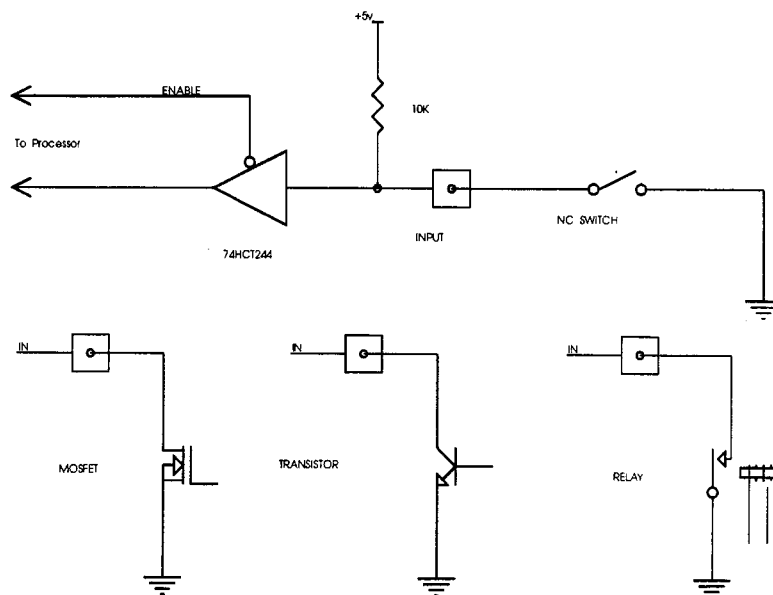 +5v
ENABLE
10K
To Processor
INPUT
NC SWITCH
74HCT244
IN
IN
IN
MOSFET
TRANSISTOR
RELAY